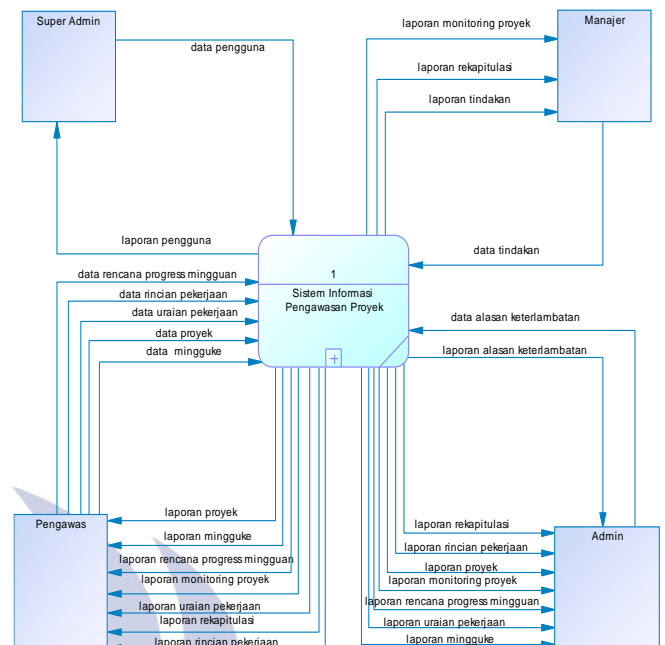 Super Admin
data pengguna
laporan monitoring proyek
Manajer
laporan rekapitulasi
laporan tindakan
laporan pengguna
data tindakan
1
Sistem Informasi
Pengawasan Proyek
data rencana progress mingguan
data rincian pekerjaan
data uraian pekerjaan
data proyek
data mingguke
data alasan keterlambatan
laporan alasan keterlambatan
Pengawas
laporan proyek
laporan mingguke
laporan rencana progress mingguan
laporan monitoring proyek
laporan uraian pekerjaan
laporan rekapitulasi
laporan rincian pekerjaan
Admin
laporan rekapitulasi
laporan rincian pekerjaan
laporan proyek
laporan monitoring proyek
laporan rencana progress mingguan
laporan uraian pekerjaan
laporan mingguke